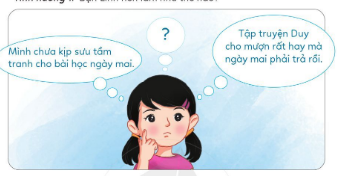 ?
Mình chưa kịp sưu tầm
tranh cho bài học ngày mai.
Tập truyện Duy
cho mượn rất hay mà
ngày mai phải trả rồi.